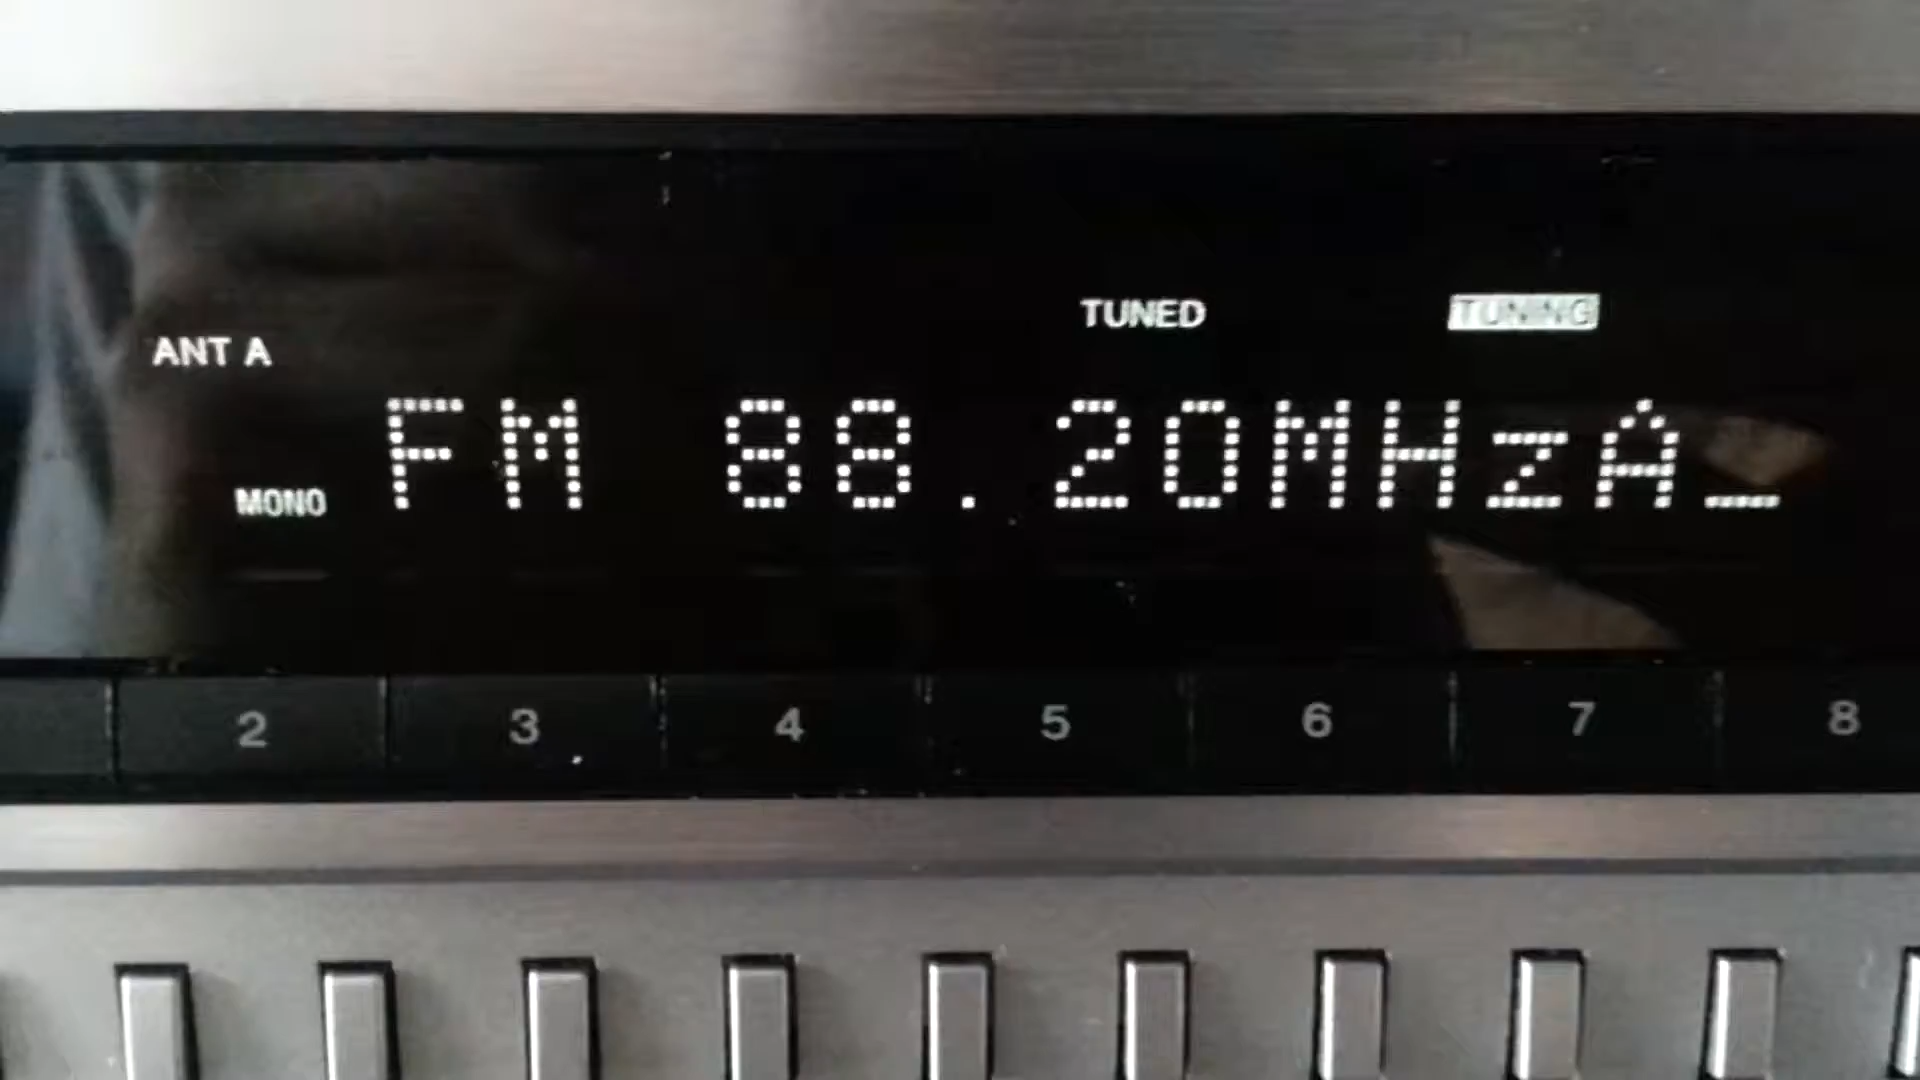 TUNED TUNING
ANT A
FM 88.20MHzA_
MONO
2 3 4 5 6 7 8